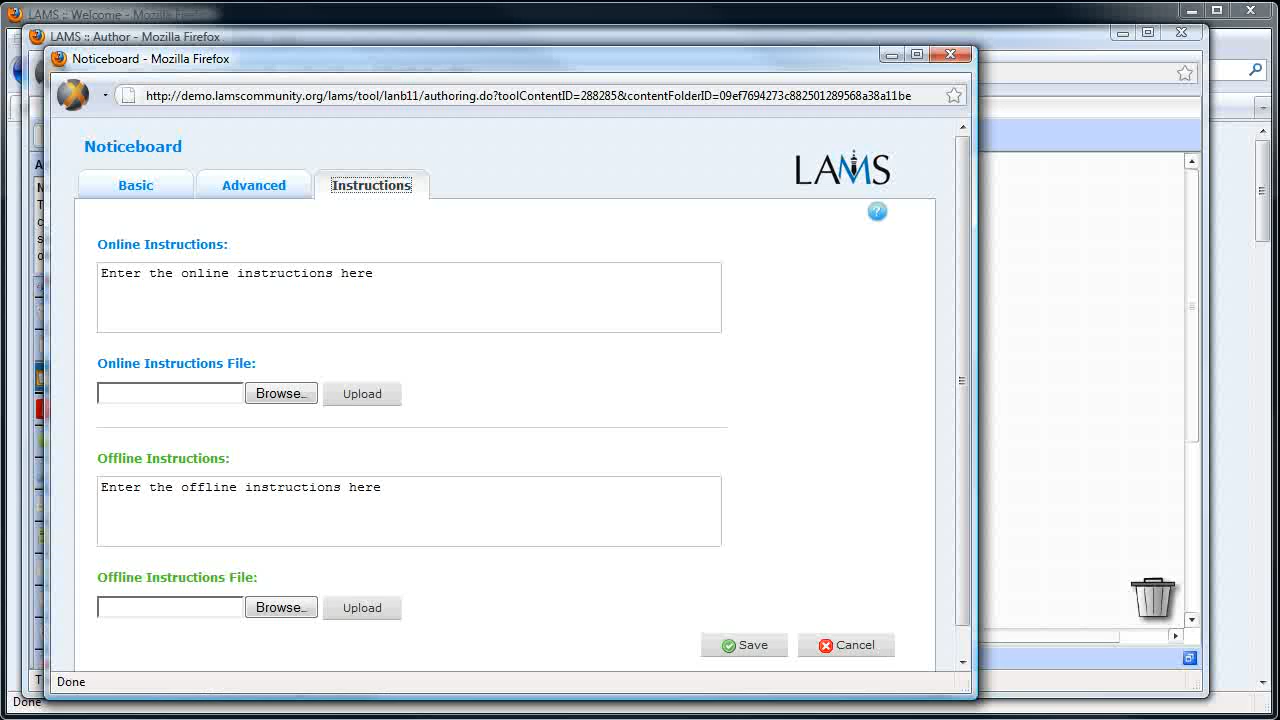 LAMS :: Welcome - Mozilla Firefox
LAMS :: Author - Mozilla Firefox
Noticeboard - Mozilla Firefox
http://demo.lamscommunity.org/lams/tool/lanb11/authoring.do?toolContentID=288285&contentFolderID=09ef7694273c882501289568a38a11be
Noticeboard
LAMS
Basic
Advanced
Instructions
?
Online Instructions:
Enter the online instructions here
Online Instructions File:
Browse...
Upload
Offline Instructions:
Enter the offline instructions here
Offline Instructions File:
Browse...
Upload
Save
Cancel
Done
Done